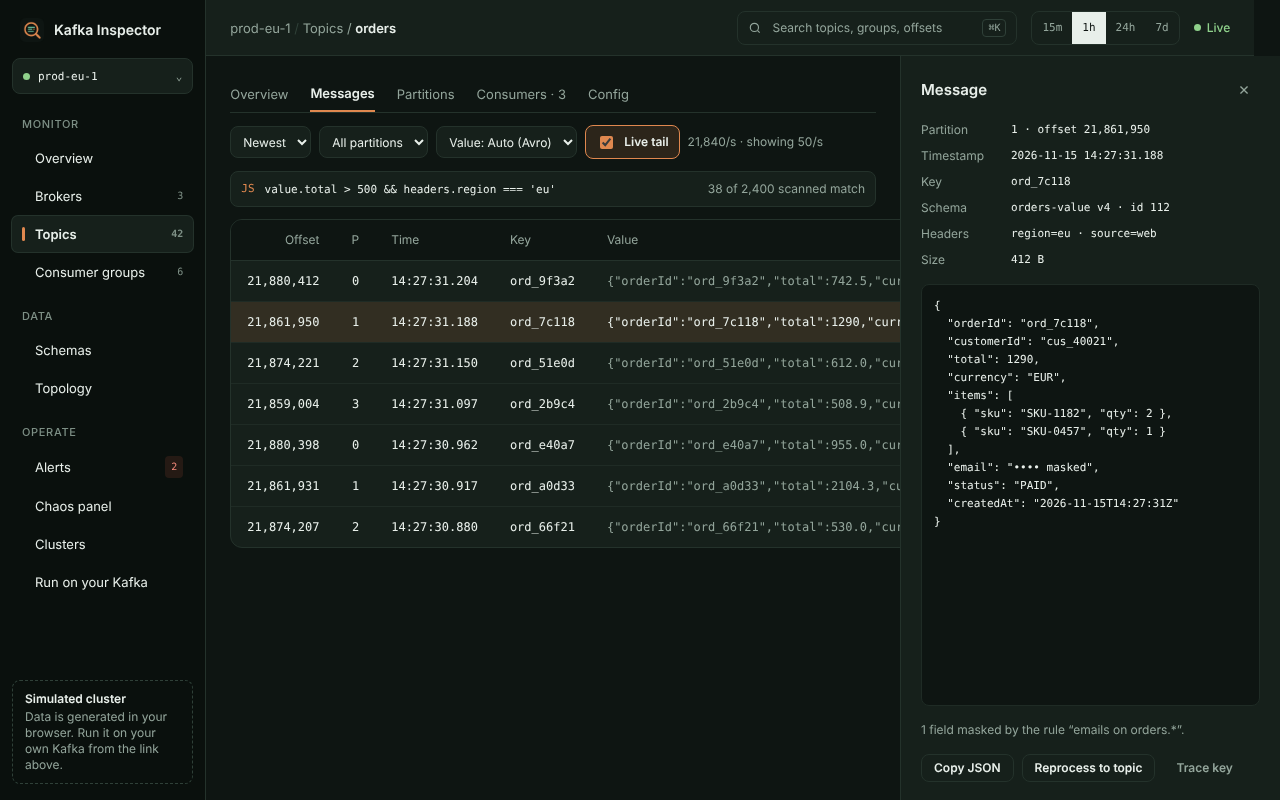 Kafka Inspector
prod-eu-1
MONITOR
Overview
Brokers 3
Topics 42
Consumer groups 6
DATA
Schemas
Topology
OPERATE
Alerts 2
Chaos panel
Clusters
Run on your Kafka
Simulated cluster
Data is generated in your
browser. Run it on your
own Kafka from the link
above.
prod-eu-1 / Topics / orders
Search topics, groups, offsets ⌘K
15m 1h 24h 7d
Live
Overview Messages Partitions Consumers · 3 Config
Newest All partitions Value: Auto (Avro) Live tail 21,840/s · showing 50/s
JS value.total > 500 && headers.region === 'eu' 38 of 2,400 scanned match
Offset P Time Key Value
21,880,412 0 14:27:31.204 ord_9f3a2 {"orderId":"ord_9f3a2","total":742.5,"cur
21,861,950 1 14:27:31.188 ord_7c118 {"orderId":"ord_7c118","total":1290,"curr
21,874,221 2 14:27:31.150 ord_51e0d {"orderId":"ord_51e0d","total":612.0,"cur
21,859,004 3 14:27:31.097 ord_2b9c4 {"orderId":"ord_2b9c4","total":508.9,"cur
21,880,398 0 14:27:30.962 ord_e40a7 {"orderId":"ord_e40a7","total":955.0,"cur
21,861,931 1 14:27:30.917 ord_a0d33 {"orderId":"ord_a0d33","total":2104.3,"cu
21,874,207 2 14:27:30.880 ord_66f21 {"orderId":"ord_66f21","total":530.0,"cur
Message ✕
Partition 1 · offset 21,861,950
Timestamp 2026-11-15 14:27:31.188
Key ord_7c118
Schema orders-value v4 · id 112
Headers region=eu · source=web
Size 412 B
{
"orderId": "ord_7c118",
"customerId": "cus_40021",
"total": 1290,
"currency": "EUR",
"items": [
{ "sku": "SKU-1182", "qty": 2 },
{ "sku": "SKU-0457", "qty": 1 }
],
"email": "•••• masked",
"status": "PAID",
"createdAt": "2026-11-15T14:27:31Z"
}
1 field masked by the rule “emails on orders.*”.
Copy JSON Reprocess to topic Trace key